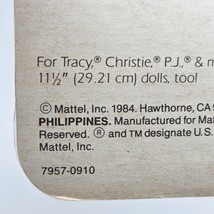 For Tracy,® Christie,® P.J.,® & m
11½" (29.21 cm) dolls, too!
© Mattel, Inc. 1984. Hawthorne, CA 9
PHILIPPINES. Manufactured for Mat
Reserved. ® and TM designate U.S.
Mattel, Inc.
7957-0910